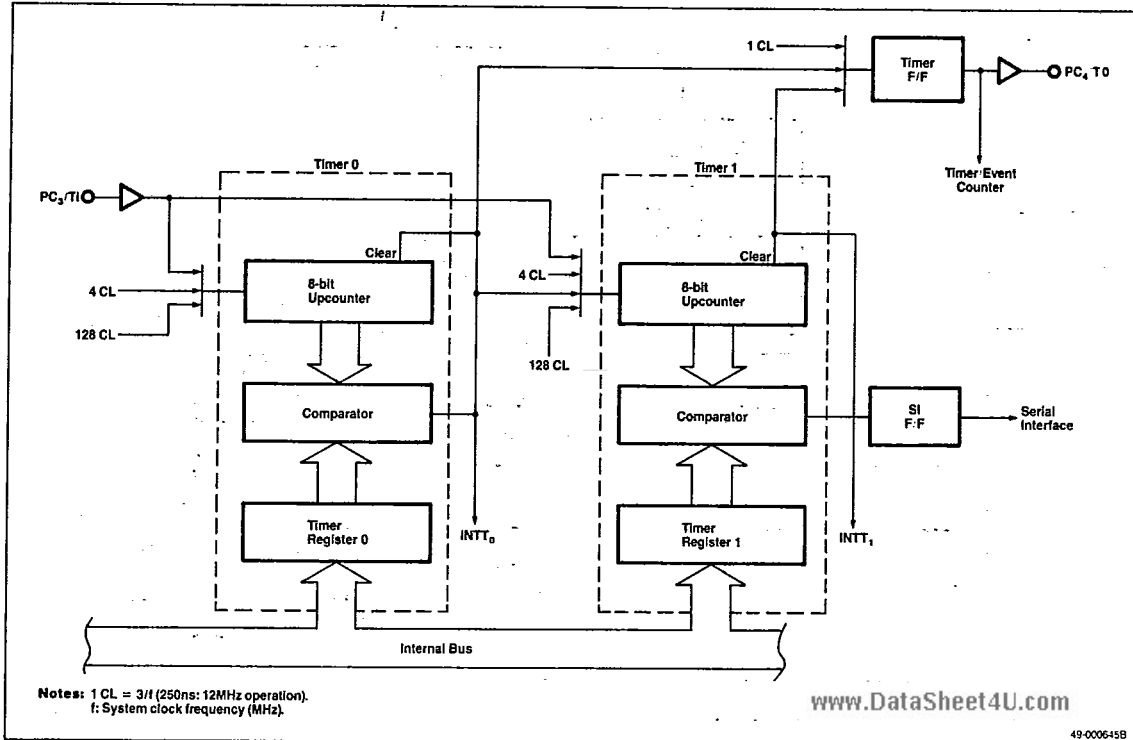 1 CL
Timer
F/F
PC4 T0
Timer Event
Counter
Timer 0
Timer 1
PC3/TI
Clear
Clear
8-bit
Upcounter
8-bit
Upcounter
4 CL
4 CL
128 CL
128 CL
Comparator
Comparator
SI
F/F
Serial
Interface
Timer
Register 0
Timer
Register 1
INTT0
INTT1
Internal Bus
Notes: 1 CL = 3/f (250ns: 12MHz operation).
f: System clock frequency (MHz).
www.DataSheet4U.com
49-000645B